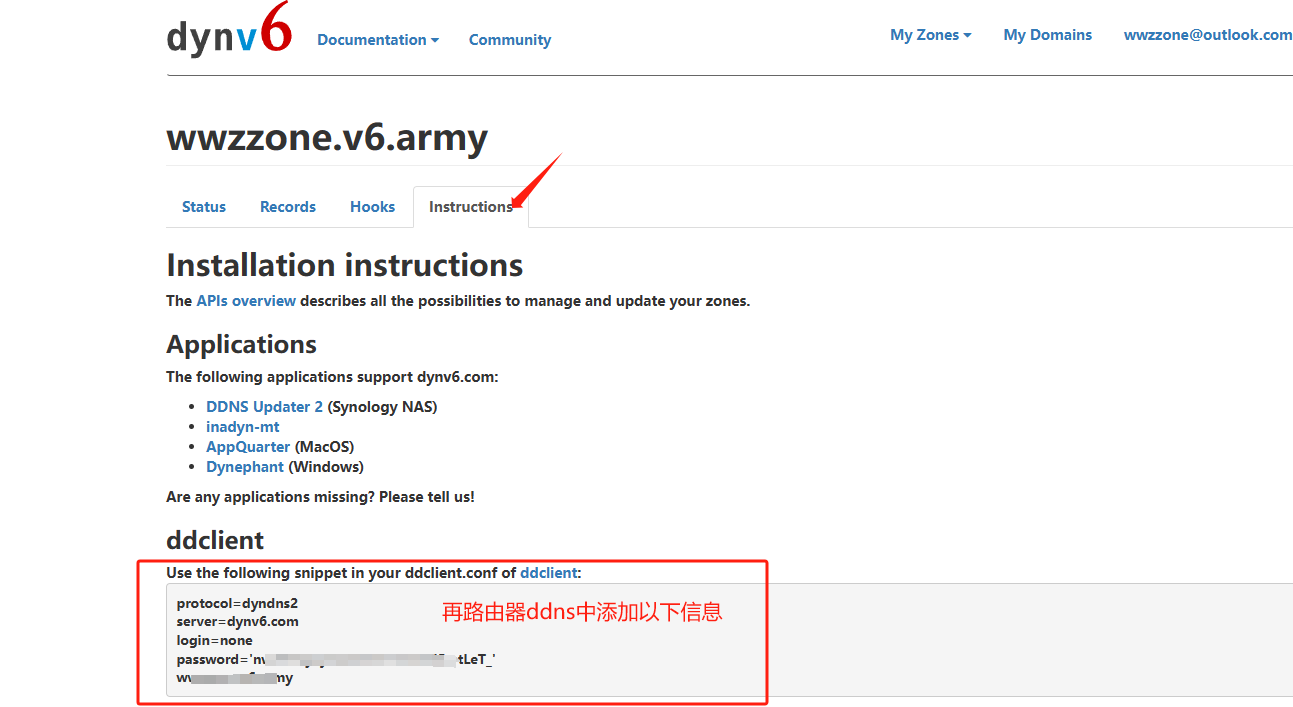 dynv6
Documentation
Community
My Zones
My Domains
wwzzone@outlook.com
wwzzone.v6.army
Status
Records
Hooks
Instructions
Installation instructions
The APIs overview describes all the possibilities to manage and update your zones.
Applications
The following applications support dynv6.com:
DDNS Updater 2 (Synology NAS)
inadyn-mt
AppQuarter (MacOS)
Dynephant (Windows)
Are any applications missing? Please tell us!
ddclient
Use the following snippet in your ddclient.conf of ddclient:
再路由器ddns中添加以下信息
protocol=dyndns2
server=dynv6.com
login=none
password='